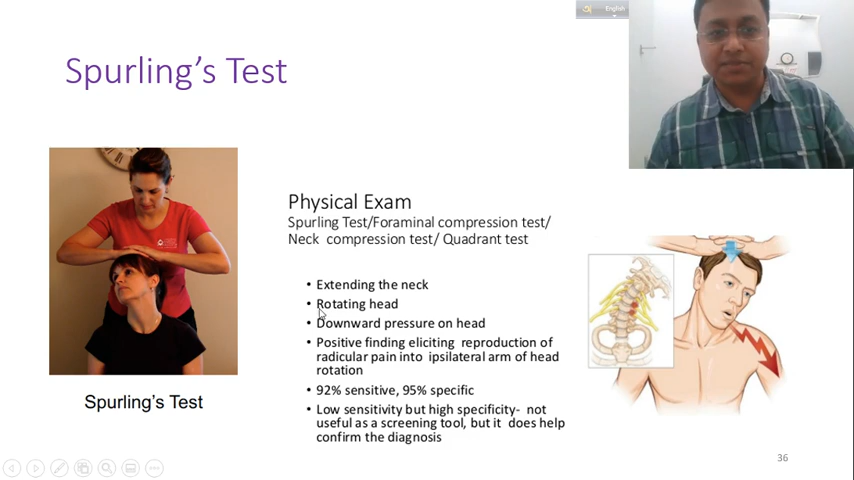 English
Spurling's Test
Physical Exam
Spurling Test/Foraminal compression test/
Neck compression test/ Quadrant test
• Extending the neck
• Rotating head
• Downward pressure on head
• Positive finding eliciting reproduction of
radicular pain into ipsilateral arm of head
rotation
• 92% sensitive, 95% specific
• Low sensitivity but high specificity- not
useful as a screening tool, but it does help
confirm the diagnosis
Spurling's Test
36